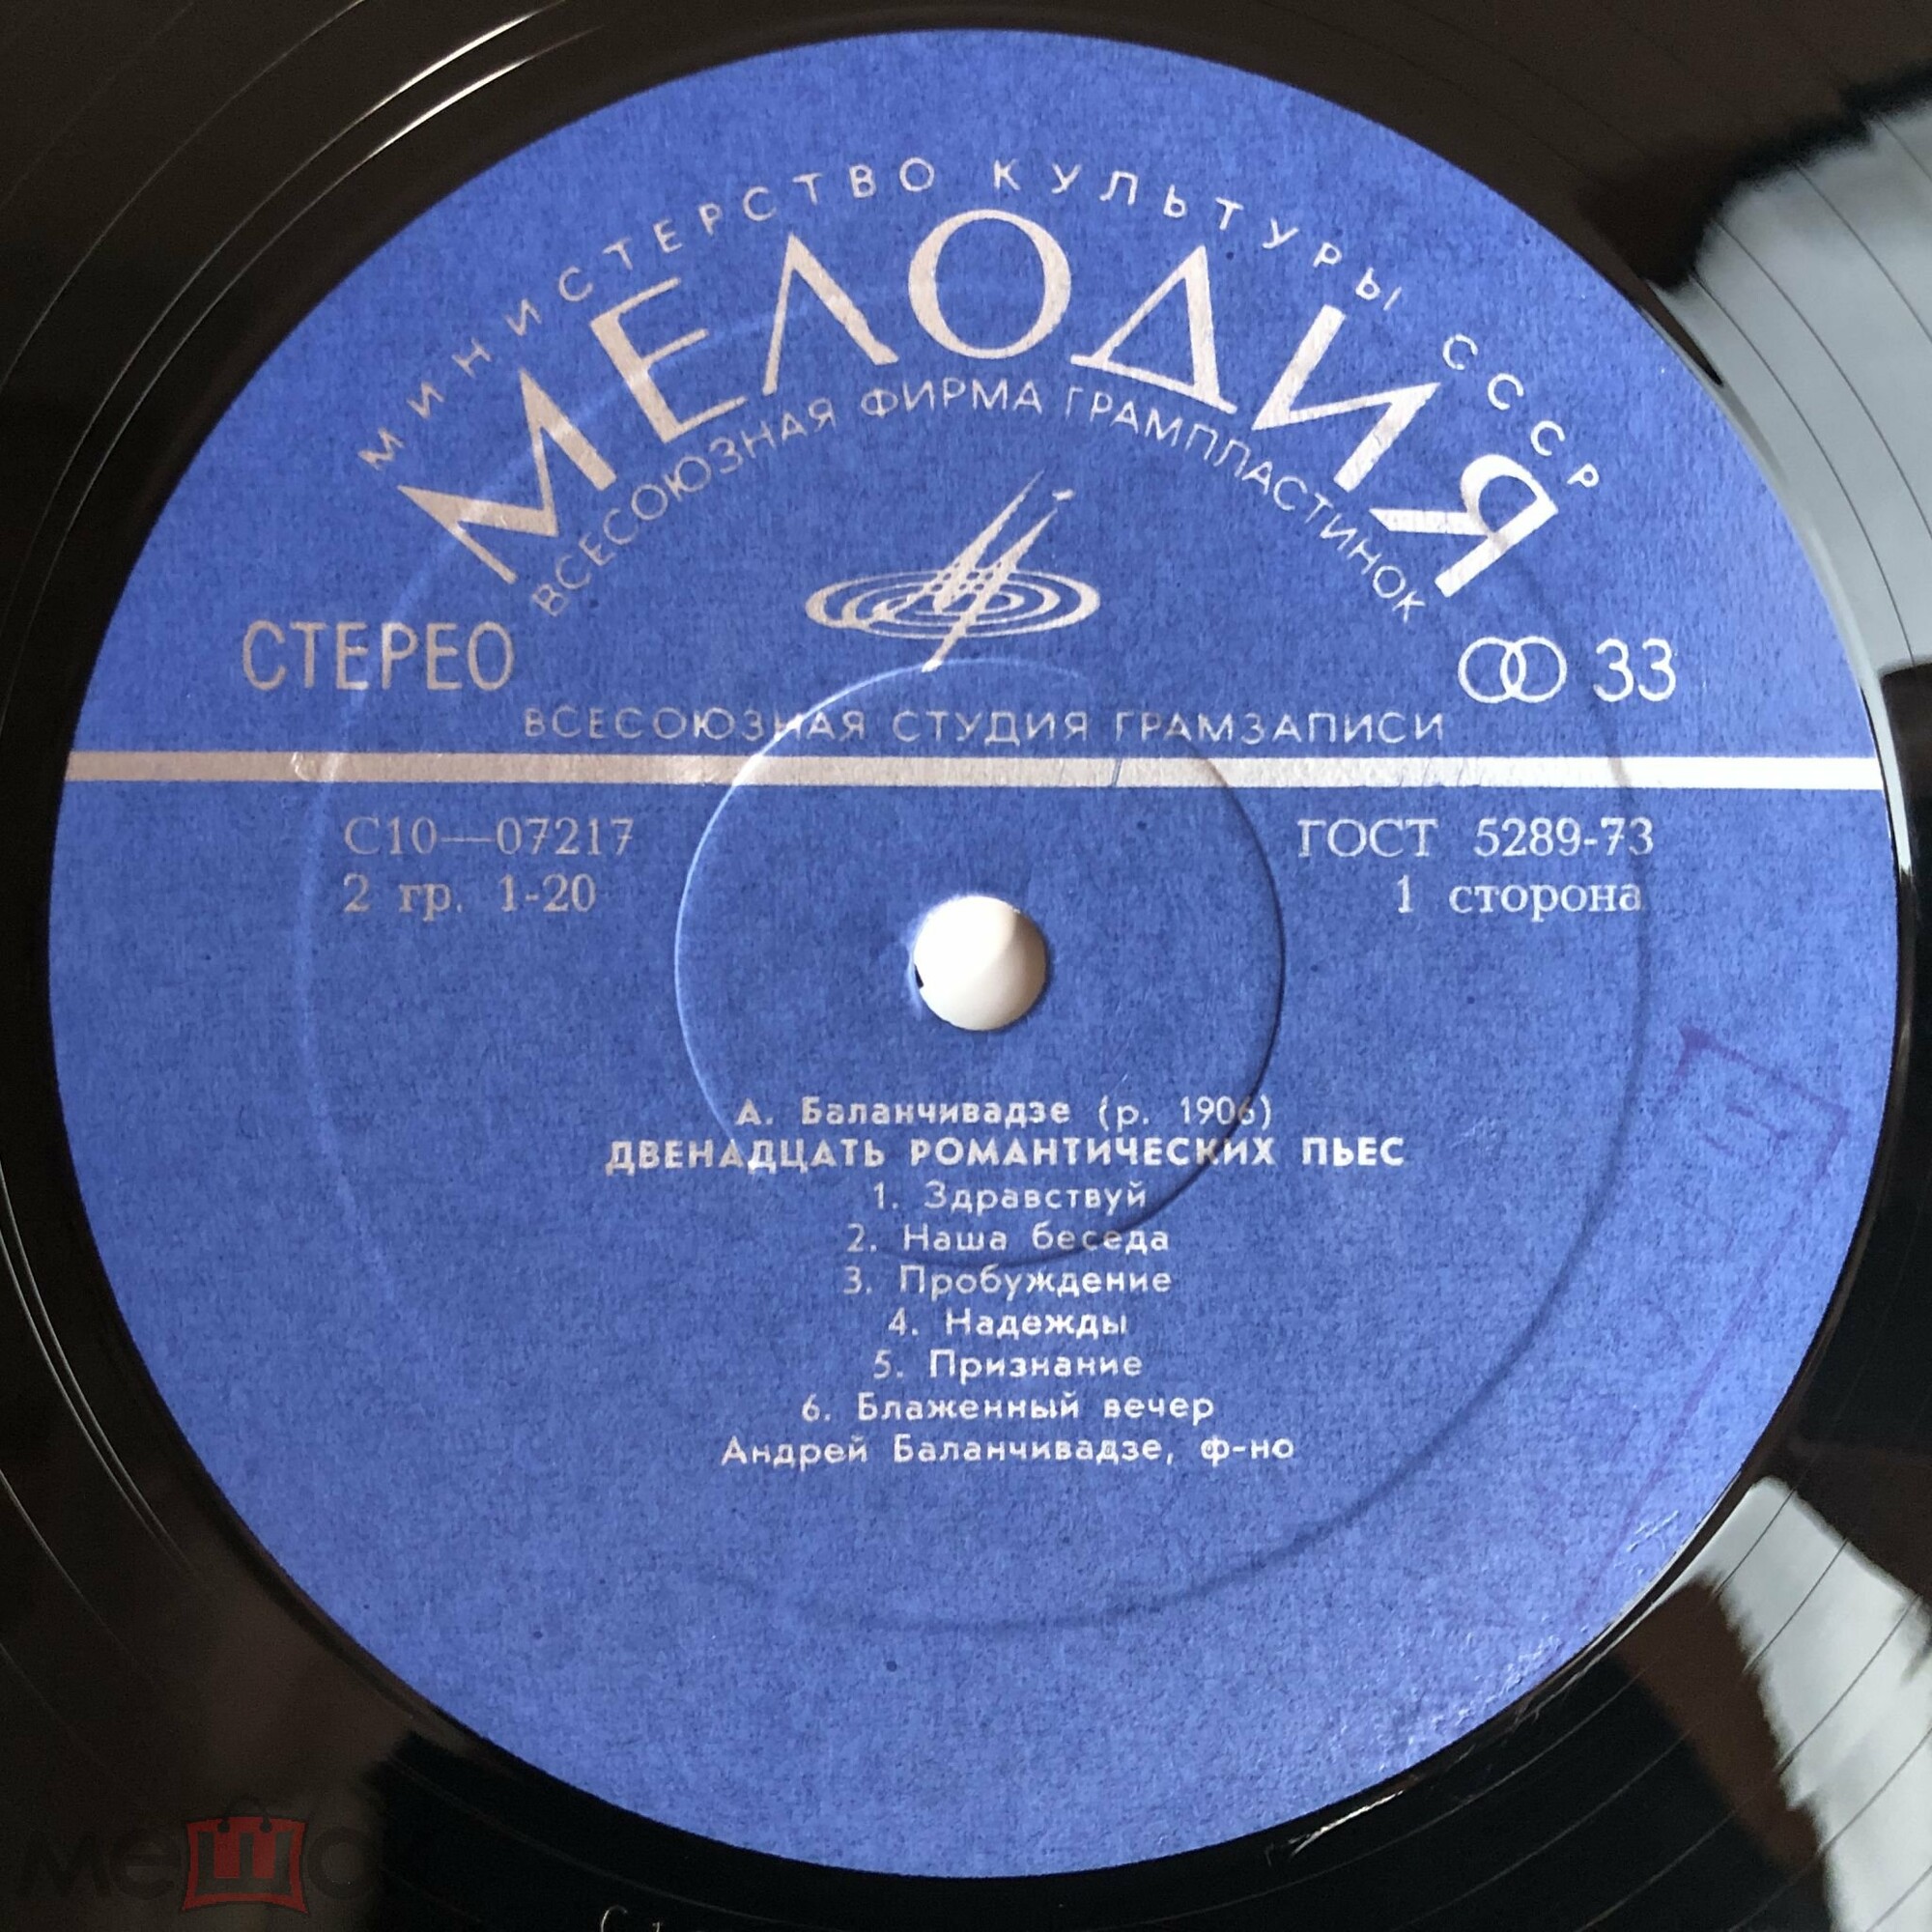 МИНИСТЕРСТВО КУЛЬТУРЫ СССР
МЕЛОДИЯ
ВСЕСОЮЗНАЯ ФИРМА ГРАМПЛАСТИНОК
СТЕРЕО
33
ВСЕСОЮЗНАЯ СТУДИЯ ГРАМЗАПИСИ
С10—07217
ГОСТ 5289-73
2 гр. 1-20
1 сторона
А. Баланчивадзе (р. 1906)
ДВЕНАДЦАТЬ РОМАНТИЧЕСКИХ ПЬЕС
1. Здравствуй
2. Наша беседа
3. Пробуждение
4. Надежды
5. Признание
6. Блаженный вечер
Андрей Баланчивадзе, ф-но
мешок